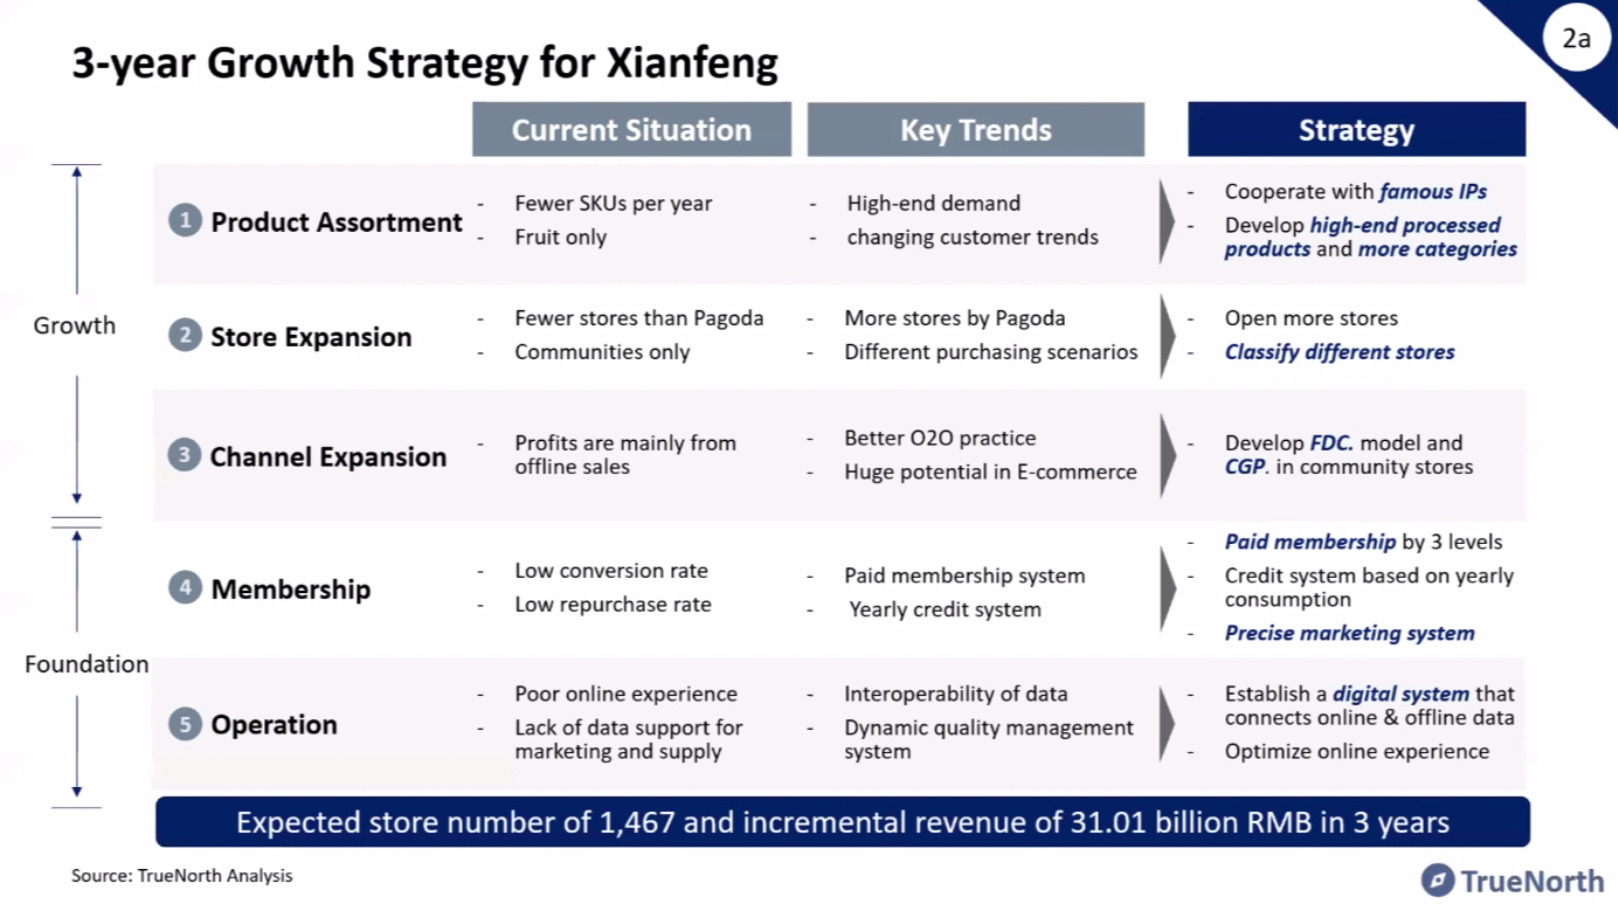 2a
3-year Growth Strategy for Xianfeng
Current Situation
Key Trends
Strategy
Growth
Foundation
1 Product Assortment
- Fewer SKUs per year
- Fruit only
- High-end demand
- changing customer trends
- Cooperate with famous IPs
- Develop high-end processed
products and more categories
2 Store Expansion
- Fewer stores than Pagoda
- Communities only
- More stores by Pagoda
- Different purchasing scenarios
- Open more stores
- Classify different stores
3 Channel Expansion
- Profits are mainly from
offline sales
- Better O2O practice
- Huge potential in E-commerce
- Develop FDC. model and
CGP. in community stores
4 Membership
- Low conversion rate
- Low repurchase rate
- Paid membership system
- Yearly credit system
- Paid membership by 3 levels
- Credit system based on yearly
consumption
- Precise marketing system
5 Operation
- Poor online experience
- Lack of data support for
marketing and supply
- Interoperability of data
- Dynamic quality management
system
- Establish a digital system that
connects online & offline data
- Optimize online experience
Expected store number of 1,467 and incremental revenue of 31.01 billion RMB in 3 years
Source: TrueNorth Analysis
TrueNorth